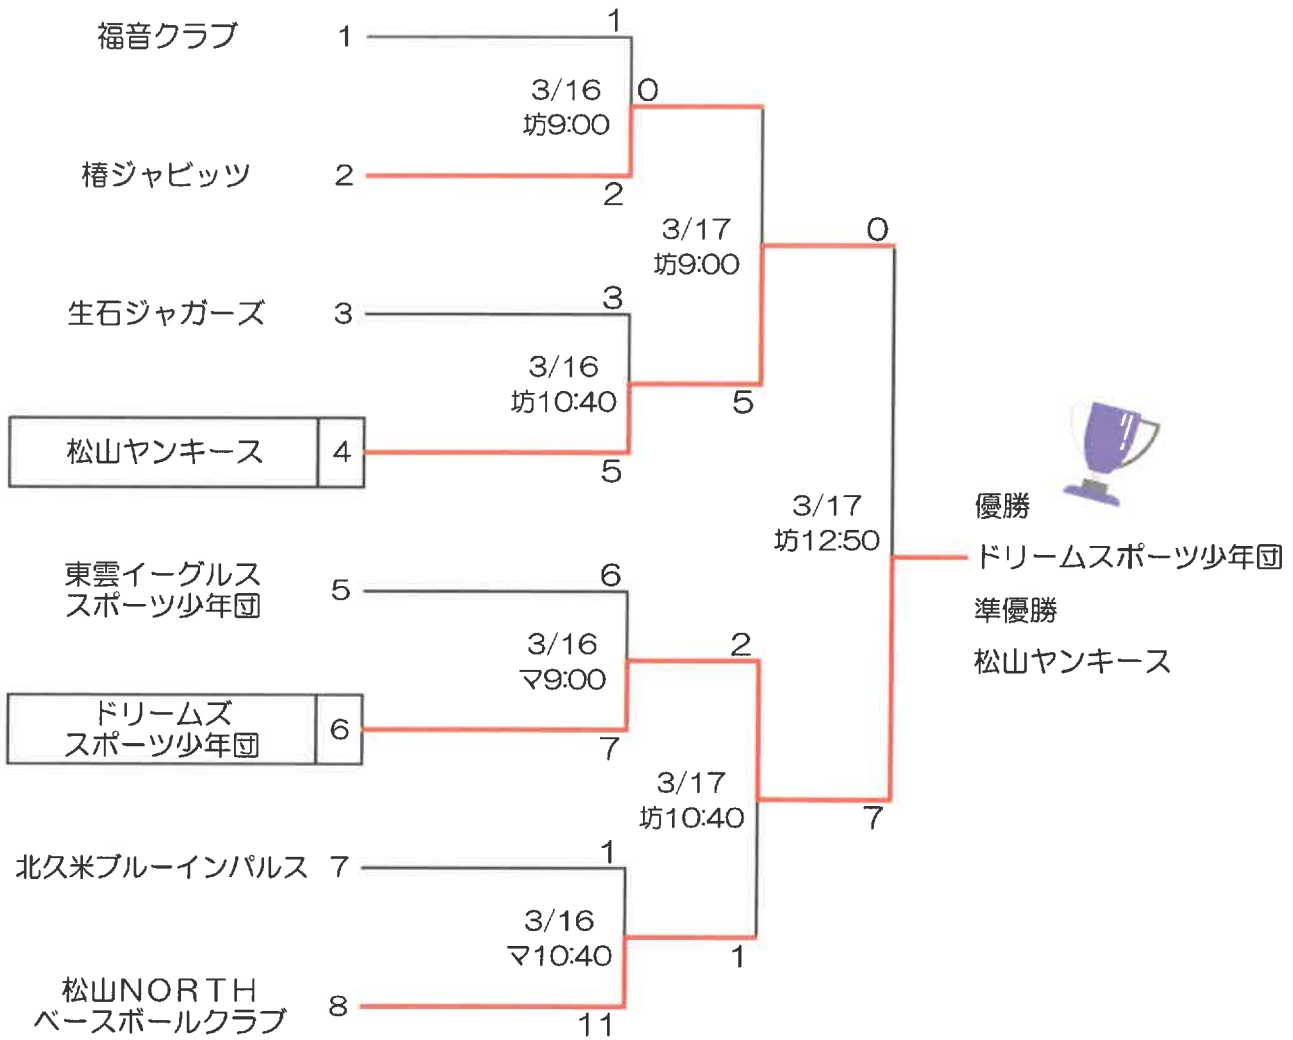 福音クラブ 1
1
3/16
坊9:00
0
椿ジャビッツ 2
2
3/17
坊9:00
0
生石ジャガーズ 3
3
3/16
坊10:40
5
松山ヤンキース 4
5
3/17
坊12:50
優勝
ドリームスポーツ少年団
準優勝
松山ヤンキース
東雲イーグルス
スポーツ少年団 5
6
3/16
マ9:00
2
ドリームズ
スポーツ少年団 6
7
3/17
坊10:40
7
北久米ブルーインパルス 7
1
3/16
マ10:40
1
松山NORTH
ベースボールクラブ 8
11